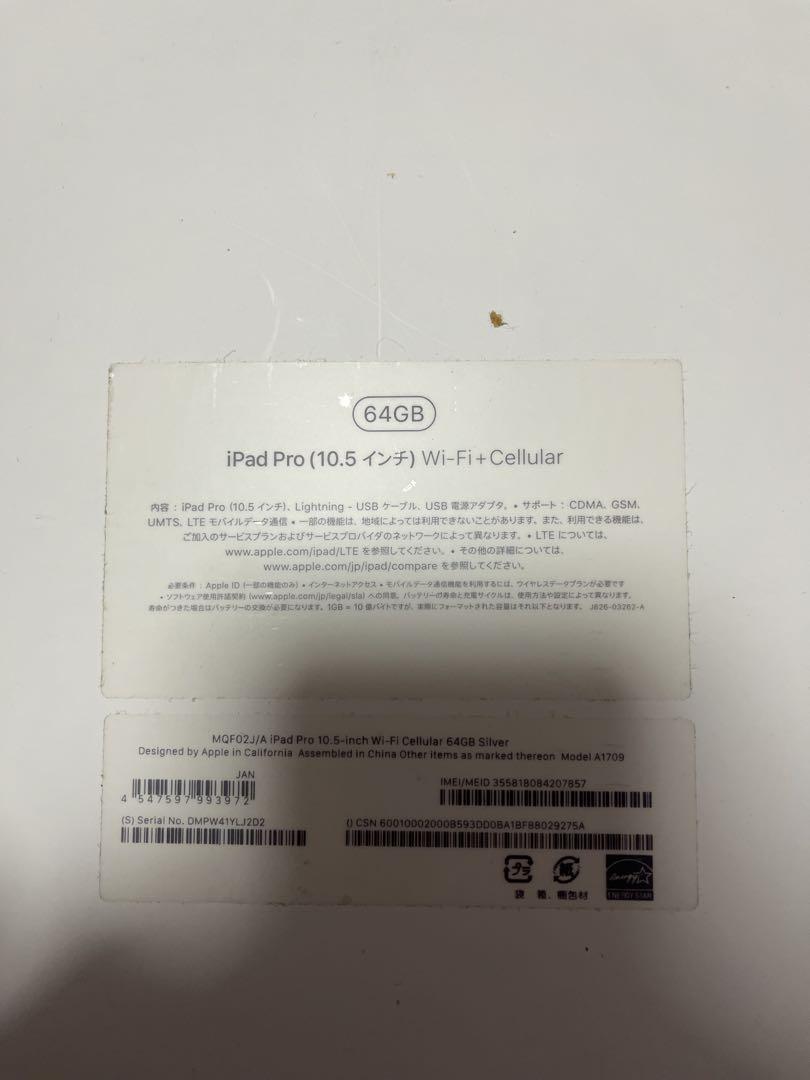 64GB
iPad Pro (10.5 インチ) Wi-Fi + Cellular
内容 : iPad Pro (10.5 インチ)、Lightning - USB ケーブル、USB 電源アダプタ。• サポート : CDMA、GSM、
UMTS、LTE モバイルデータ通信 • 一部の機能は、地域によっては利用できないことがあります。また、利用できる機能は、
ご加入のサービスプランおよびサービスプロバイダのネットワークによって異なります。• LTE については、
www.apple.com/ipad/LTE を参照してください。• その他の詳細については、
www.apple.com/jp/ipad/compare を参照してください。
必要条件 : Apple ID (一部の機能のみ) • インターネットアクセス • モバイルデータ通信機能を利用するには、ワイヤレスデータプランが必要です
• ソフトウェア使用許諾契約 (www.apple.com/jp/legal/sla) への同意。バッテリーの寿命と充電サイクルは、使用方法や設定によって異なります。
寿命がつきた場合はバッテリーの交換が必要になります。1GB = 10 億バイトですが、実際にフォーマットされた容量はそれ以下となります。 J626-03262-A
MQF02J/A iPad Pro 10.5-inch Wi-Fi Cellular 64GB Silver
Designed by Apple in California Assembled in China Other items as marked thereon Model A1709
JAN
4 547597 993972
IMEI/MEID 355818084207857
(S) Serial No. DMPW41YLJ2D2
() CSN 60010002000B593DD0BA1BF88029275A
プラ 紙 energy
袋 箱、梱包材 ENERGY STAR